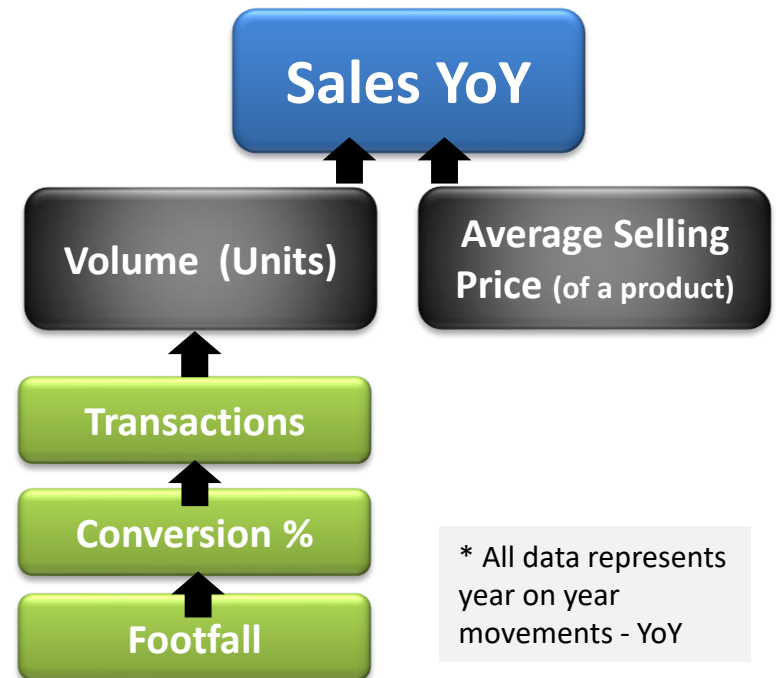 Sales YoY
Volume (Units)
Average Selling
Price (of a product)
Transactions
Conversion %
Footfall
* All data represents
year on year
movements - YoY